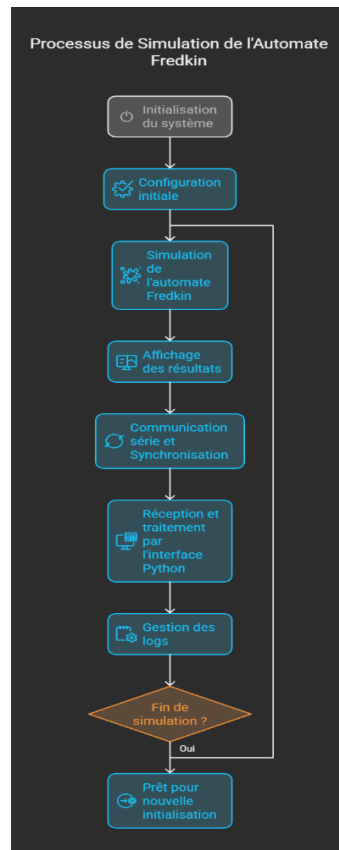 Processus de Simulation de l'Automate
Fredkin
Initialisation
du système
Configuration
initiale
Simulation
de
l'automate
Fredkin
Affichage
des résultats
Communication
série et
Synchronisation
Réception et
traitement
par
l'interface
Python
Gestion des
logs
Fin de
simulation ?
Oui
Prêt pour
nouvelle
initialisation